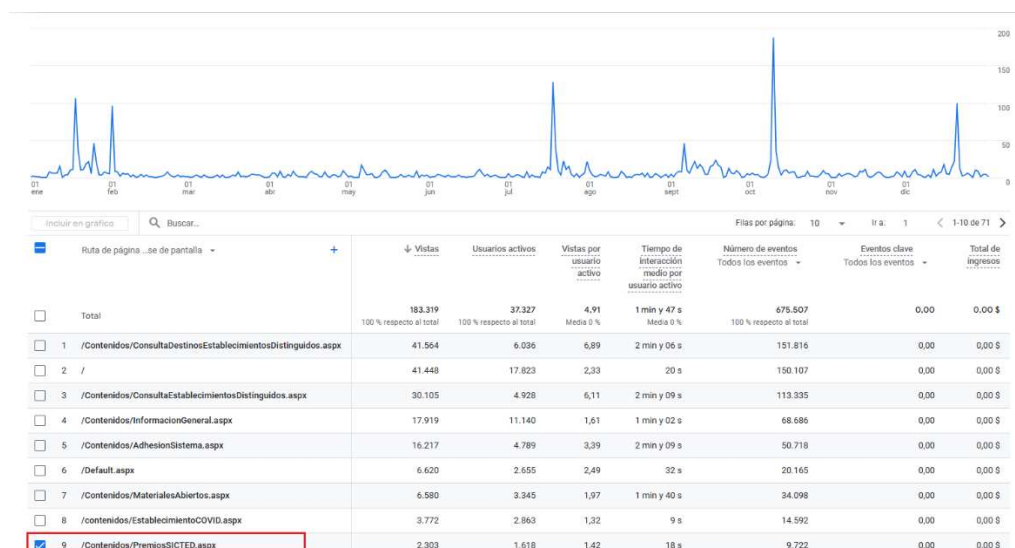 200
150
100
50
0
01 01 01 01 01 01 01 01 01 01 01 01
ene feb mar abr may jun jul ago sept oct nov dic
Incluir en gráfico Buscar... Filas por página: 10 Ir a: 1 1-10 de 71
Ruta de página ...se de pantalla + Vistas Usuarios activos Vistas por usuario activo Tiempo de interacción medio por usuario activo Número de eventos Eventos clave Total de ingresos
Todos los eventos Todos los eventos
Total 183.319 37.327 4,91 1 min y 47 s 675.507 0,00 0,00 $
100 % respecto al total 100 % respecto al total Media 0 % Media 0 % 100 % respecto al total
1 /Contenidos/ConsultaDestinosEstablecimientosDistinguidos.aspx 41.564 6.036 6,89 2 min y 06 s 151.816 0,00 0,00 $
2 / 41.448 17.823 2,33 20 s 150.107 0,00 0,00 $
3 /Contenidos/ConsultaEstablecimientosDistinguidos.aspx 30.105 4.928 6,11 2 min y 09 s 113.335 0,00 0,00 $
4 /Contenidos/InformacionGeneral.aspx 17.919 11.140 1,61 1 min y 02 s 68.686 0,00 0,00 $
5 /Contenidos/AdhesionSistema.aspx 16.217 4.789 3,39 2 min y 09 s 50.718 0,00 0,00 $
6 /Default.aspx 6.620 2.655 2,49 32 s 20.165 0,00 0,00 $
7 /Contenidos/MaterialesAbiertos.aspx 6.580 3.345 1,97 1 min y 40 s 34.098 0,00 0,00 $
8 /contenidos/EstablecimientoCOVID.aspx 3.772 2.863 1,32 9 s 14.592 0,00 0,00 $
9 /Contenidos/PremiosSICTED.aspx 2.303 1.618 1,42 18 s 9.722 0,00 0,00 $